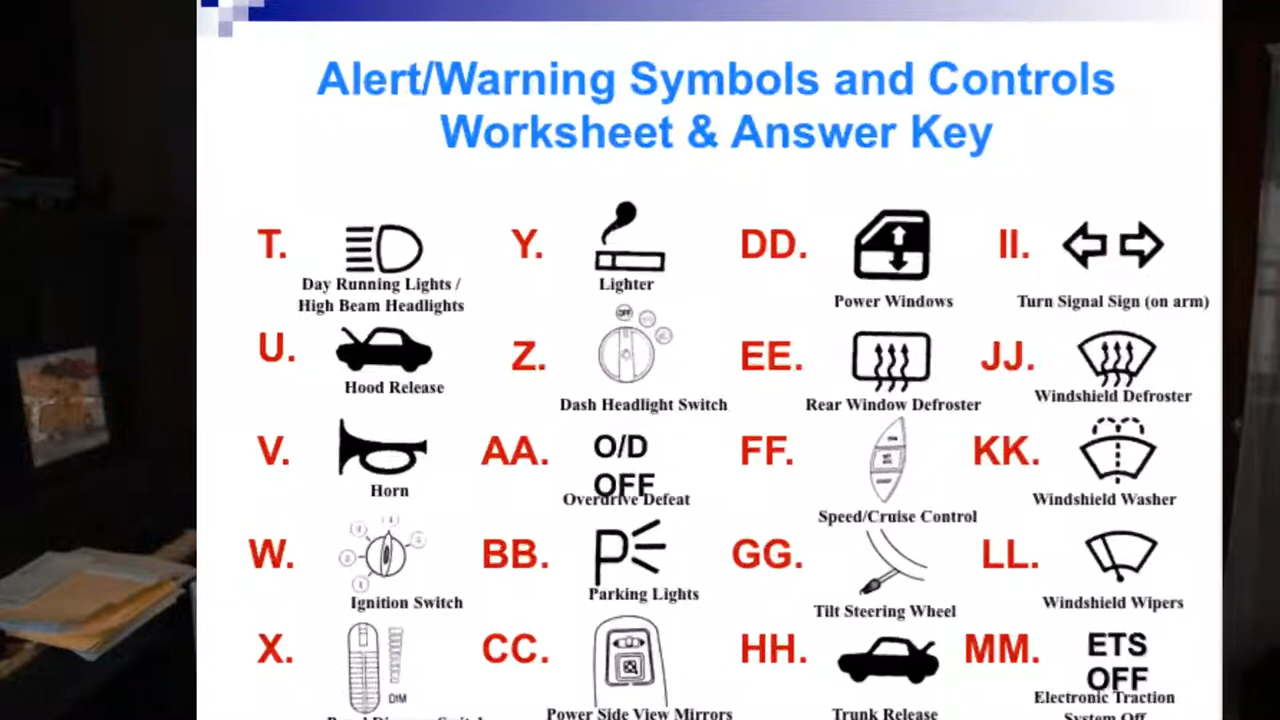 Alert/Warning Symbols and Controls
Worksheet & Answer Key
T.
Day Running Lights /
High Beam Headlights
Y.
Lighter
DD.
Power Windows
II.
Turn Signal Sign (on arm)
U.
Hood Release
Z.
OFF
Dash Headlight Switch
EE.
Rear Window Defroster
JJ.
Windshield Defroster
V.
Horn
AA.
O/D
OFF
Overdrive Defeat
FF.
Speed/Cruise Control
KK.
Windshield Washer
W.
Ignition Switch
BB.
P
Parking Lights
GG.
Tilt Steering Wheel
LL.
Windshield Wipers
X.
DIM
CC.
Power Side View Mirrors
HH.
Trunk Release
MM.
ETS
OFF
Electronic Traction
System Off